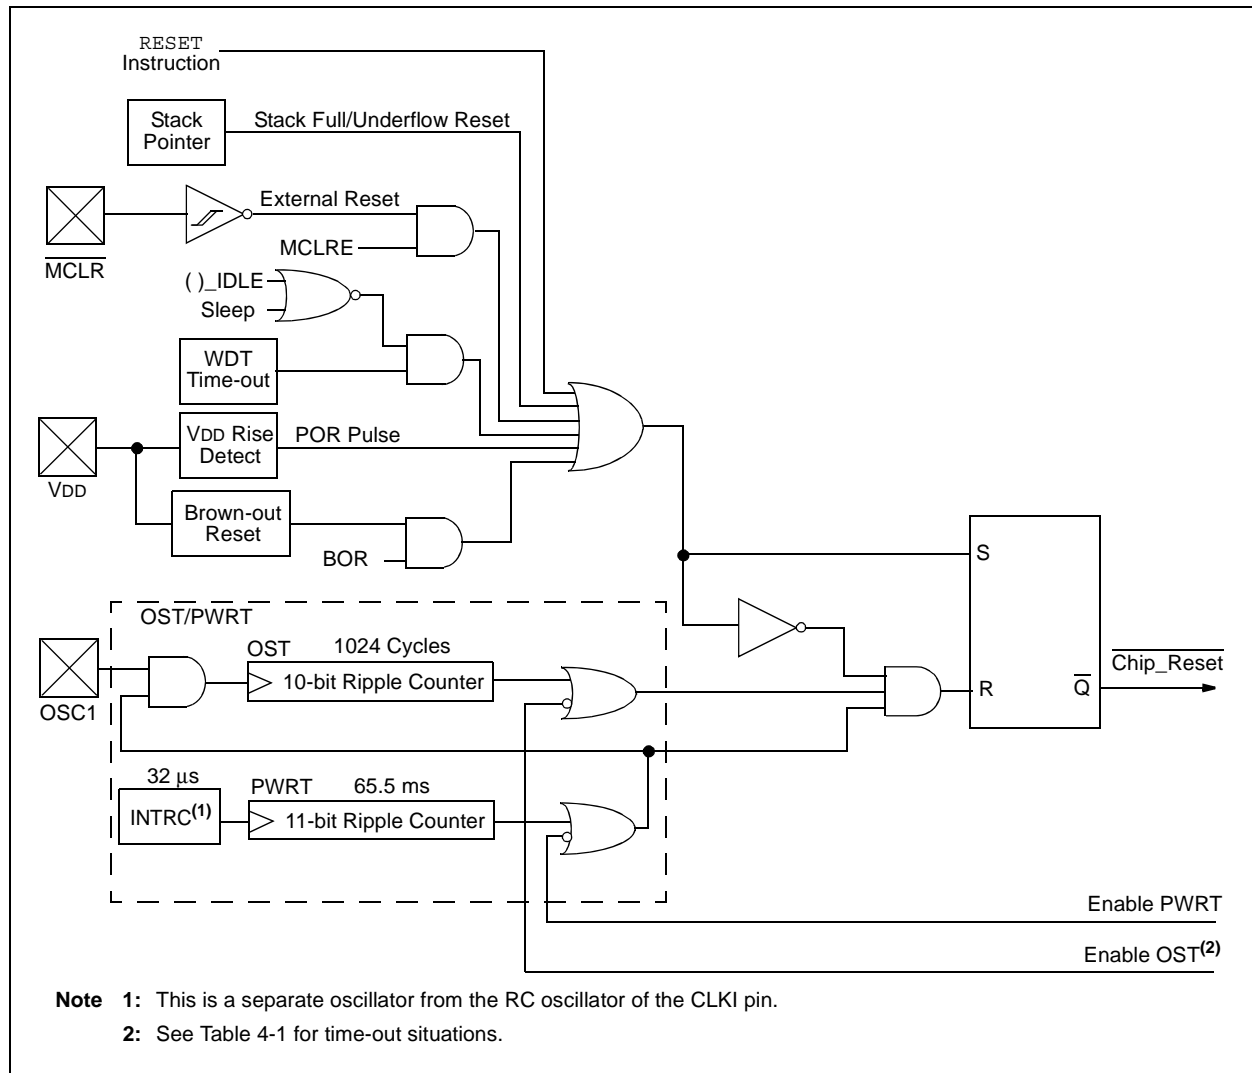 RESET
Instruction
Stack
Pointer
Stack Full/Underflow Reset
External Reset
MCLR
MCLRE
( )_IDLE
Sleep
WDT
Time-out
VDD
VDD Rise
Detect
POR Pulse
Brown-out
Reset
BOR
S
OST/PWRT
OSC1
OST
1024 Cycles
10-bit Ripple Counter
R
Q
Chip_Reset
32 µs
INTRC(1)
PWRT
65.5 ms
11-bit Ripple Counter
Enable PWRT
Enable OST(2)
Note 1: This is a separate oscillator from the RC oscillator of the CLKI pin.
2: See Table 4-1 for time-out situations.